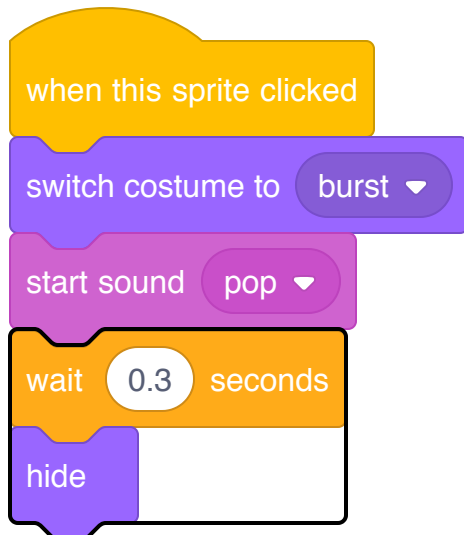 when this sprite clicked
switch costume to burst
start sound pop
wait 0.3 seconds
hide